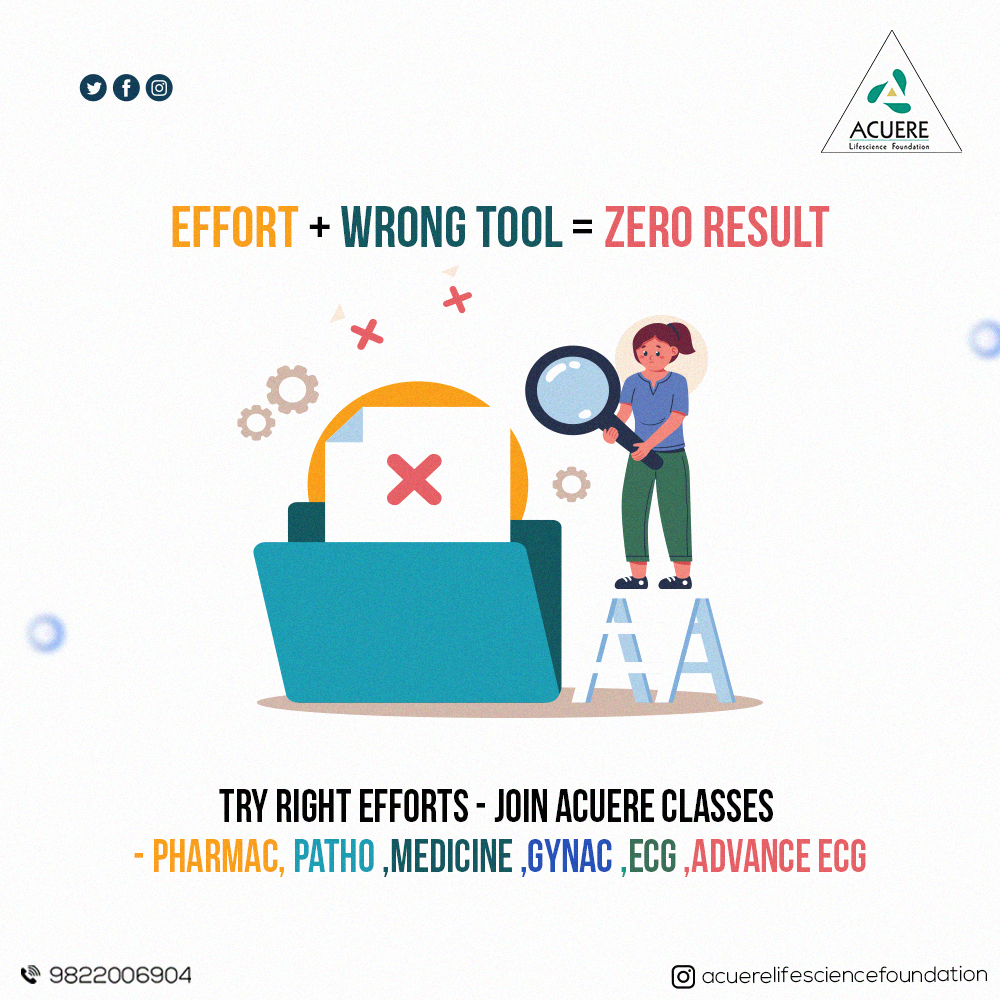 ACUERE
Lifescience Foundation
EFFORT + WRONG TOOL = ZERO RESULT
TRY RIGHT EFFORTS - JOIN ACUERE CLASSES
- PHARMAC, PATHO ,MEDICINE ,GYNAC ,ECG ,ADVANCE ECG
9822006904
acuerelifesciencefoundation